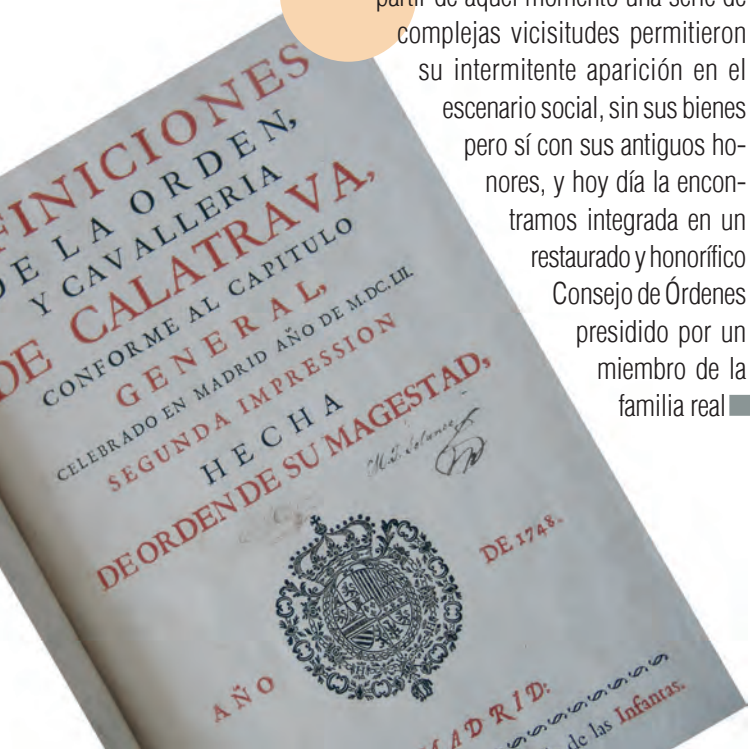 partir de aquel momento una serie de
complejas vicisitudes permitieron
su intermitente aparición en el
escenario social, sin sus bienes
pero sí con sus antiguos ho-
nores, y hoy día la encon-
tramos integrada en un
restaurado y honorífico
Consejo de Órdenes
presidido por un
miembro de la
familia real
FINICIONES
DE LA ORDEN,
Y CAVALLERIA
DE CALATRAVA,
CONFORME AL CAPITULO
GENERAL,
CELEBRADO EN MADRID AÑO DE M.DC.LII.
SEGUNDA IMPRESSION
HECHA
DE ORDEN DE SU MAGESTAD,
AÑO DE 1748.
MADRID:
de las Infantas.